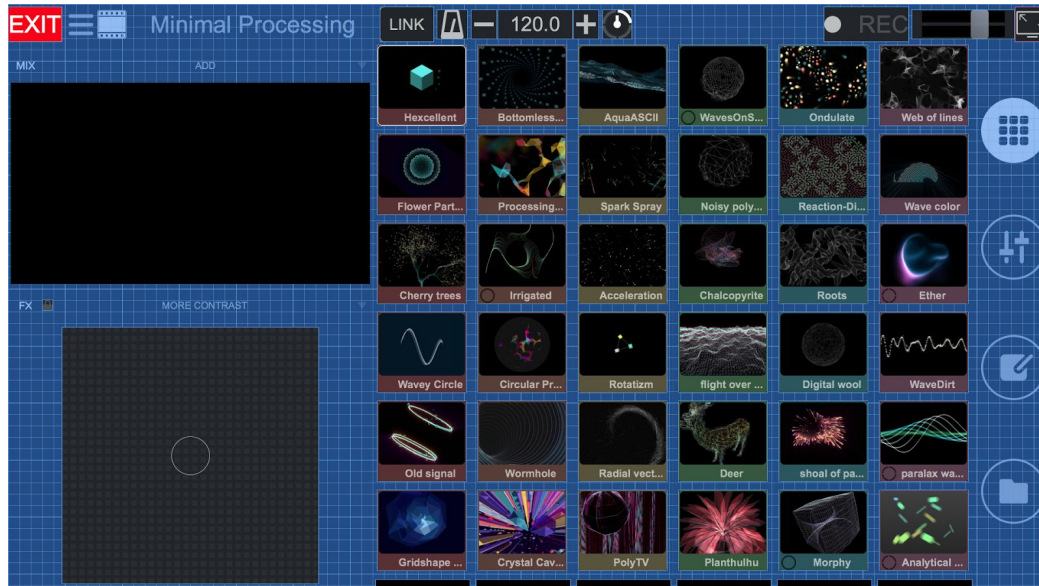 EXIT Minimal Processing LINK 120.0 REC
MIX ADD
Hexcellent Bottomless... AquaASCII WavesOnS... Ondulate Web of lines
Flower Part... Processing... Spark Spray Noisy poly... Reaction-Di... Wave color
Cherry trees Irrigated Acceleration Chalcopyrite Roots Ether
FX MORE CONTRAST
Wavey Circle Circular Pr... Rotatizm flight over ... Digital wool WaveDirt
Old signal Wormhole Radial vect... Deer shoal of pa... paralax wa...
Gridshape ... Crystal Cav... PolyTV Planthulhu Morphy Analytical ...